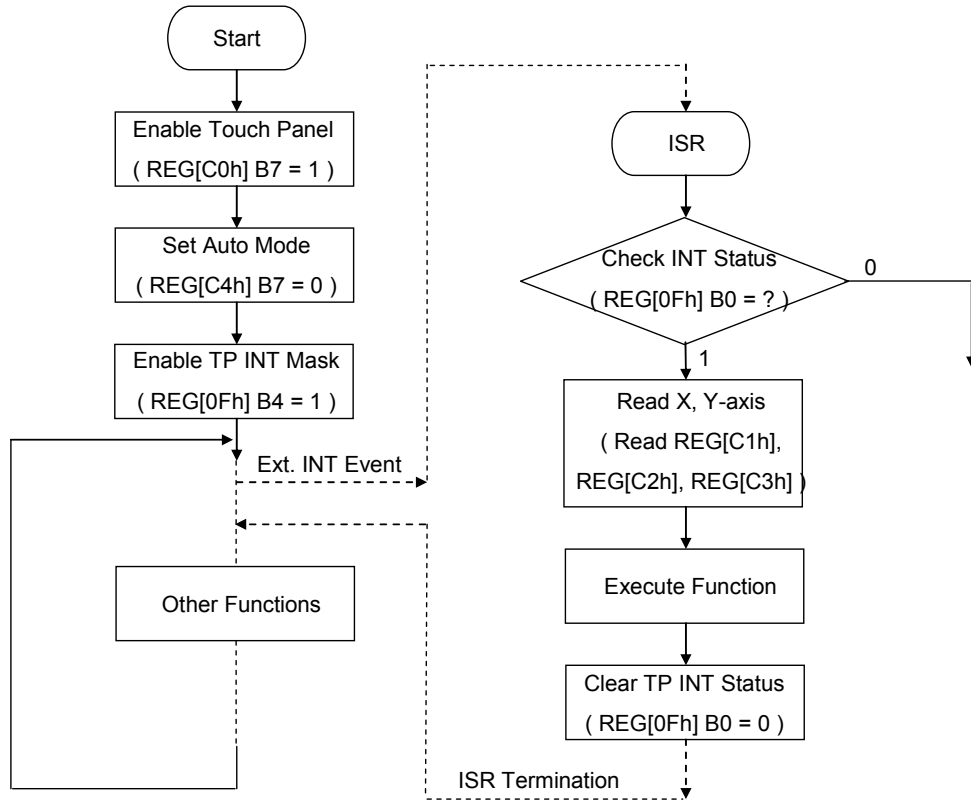 Start
Enable Touch Panel
( REG[C0h] B7 = 1 )
Set Auto Mode
( REG[C4h] B7 = 0 )
Enable TP INT Mask
( REG[0Fh] B4 = 1 )
Ext. INT Event
Other Functions
ISR
Check INT Status
( REG[0Fh] B0 = ? )
0
1
Read X, Y-axis
( Read REG[C1h],
REG[C2h], REG[C3h] )
Execute Function
Clear TP INT Status
( REG[0Fh] B0 = 0 )
ISR Termination